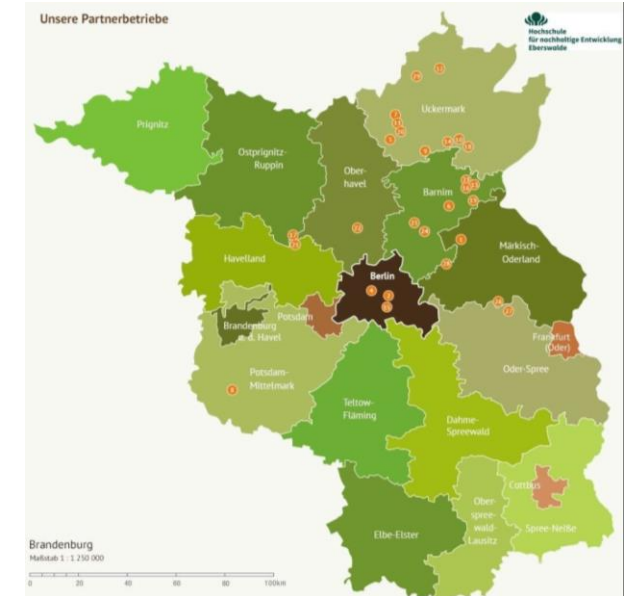 Unsere Partnerbetriebe
Hochschule
für nachhaltige Entwicklung
Eberswalde
Uckermark
Prignitz
Ostprignitz-
Ruppin
Ober-
havel
Barnim
Märkisch-
Oderland
Havelland
Berlin
Potsdam
Brandenburg
a. d. Havel
Frankfurt
(Oder)
Oder-Spree
Potsdam-
Mittelmark
Teltow-
Fläming
Dahme-
Spreewald
Cottbus
Ober-
spree-
wald-
Lausitz
Spree-Neiße
Elbe-Elster
Brandenburg
Maßstab 1 : 1 250 000
0 20 40 60 80 100km